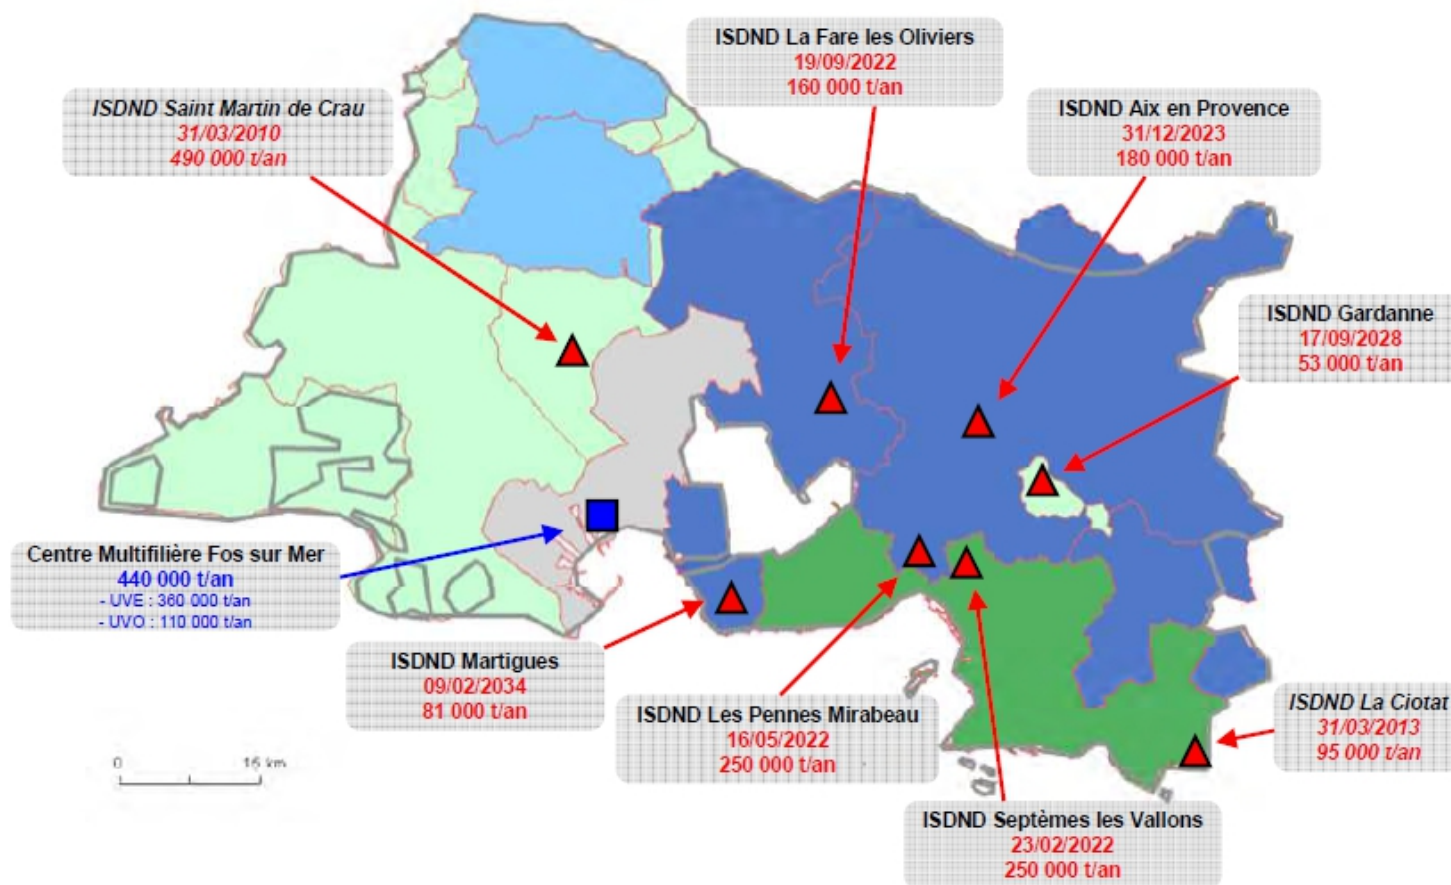 ISDND La Fare les Oliviers
19/09/2022
160 000 t/an
ISDND Saint Martin de Crau
31/03/2010
490 000 t/an
ISDND Aix en Provence
31/12/2023
180 000 t/an
ISDND Gardanne
17/09/2028
53 000 t/an
Centre Multifilière Fos sur Mer
440 000 t/an
- UVE : 360 000 t/an
- UVO : 110 000 t/an
ISDND Martigues
09/02/2034
81 000 t/an
ISDND Les Pennes Mirabeau
16/05/2022
250 000 t/an
ISDND La Ciotat
31/03/2013
95 000 t/an
ISDND Septèmes les Vallons
23/02/2022
250 000 t/an
0 16 km